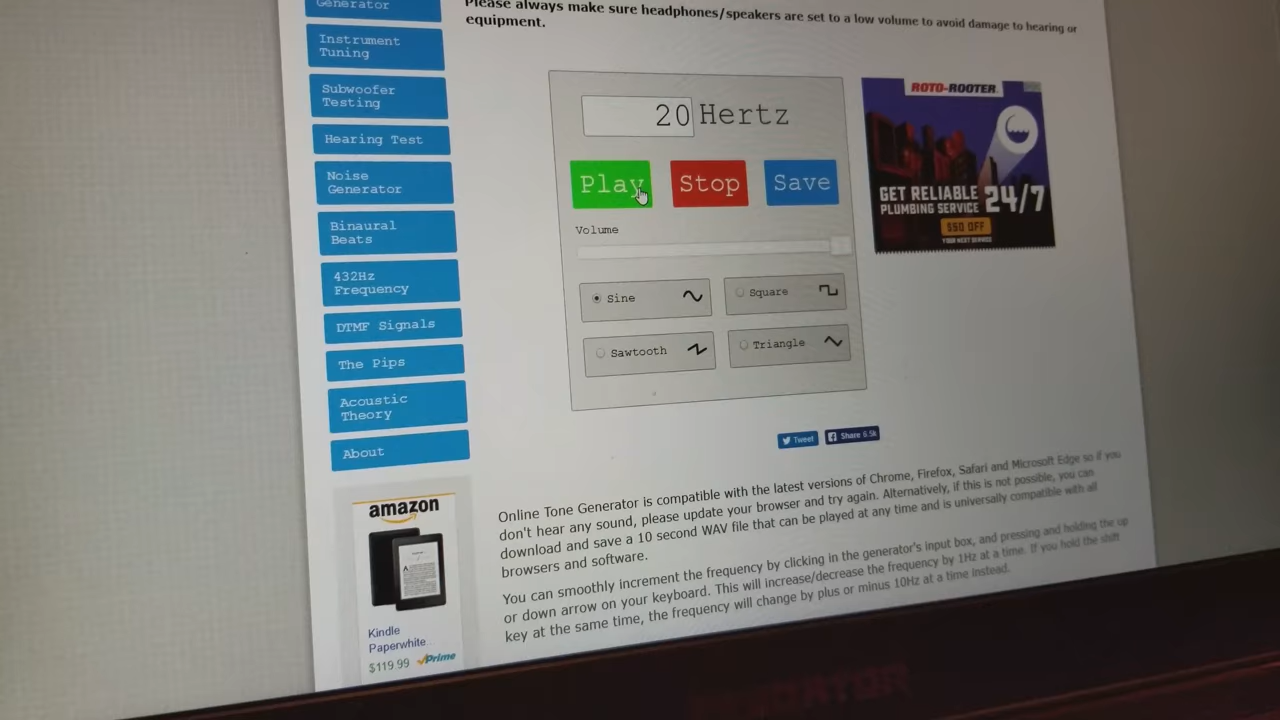 Generator
Instrument
Tuning
Subwoofer
Testing
Hearing Test
Noise
Generator
Binaural
Beats
432Hz
Frequency
DTMF Signals
The Pips
Acoustic
Theory
About
amazon
Kindle
Paperwhite
$119.99 Prime
Please always make sure headphones/speakers are set to a low volume to avoid damage to hearing or
equipment.
20 Hertz
Play Stop Save
Volume
Sine Square
Sawtooth Triangle
ROTO-ROOTER
GET RELIABLE
PLUMBING SERVICE 24/7
$50 OFF
YOUR NEXT SERVICE
Tweet Share 6.5k
Online Tone Generator is compatible with the latest versions of Chrome, Firefox, Safari and Microsoft Edge so if you
don't hear any sound, please update your browser and try again. Alternatively, if this is not possible, you can
download and save a 10 second WAV file that can be played at any time and is universally compatible with all
browsers and software.
You can smoothly increment the frequency by clicking in the generator's input box, and pressing and holding the up
or down arrow on your keyboard. This will increase/decrease the frequency by 1Hz at a time. If you hold the shift
key at the same time, the frequency will change by plus or minus 10Hz at a time instead.
PREDATOR